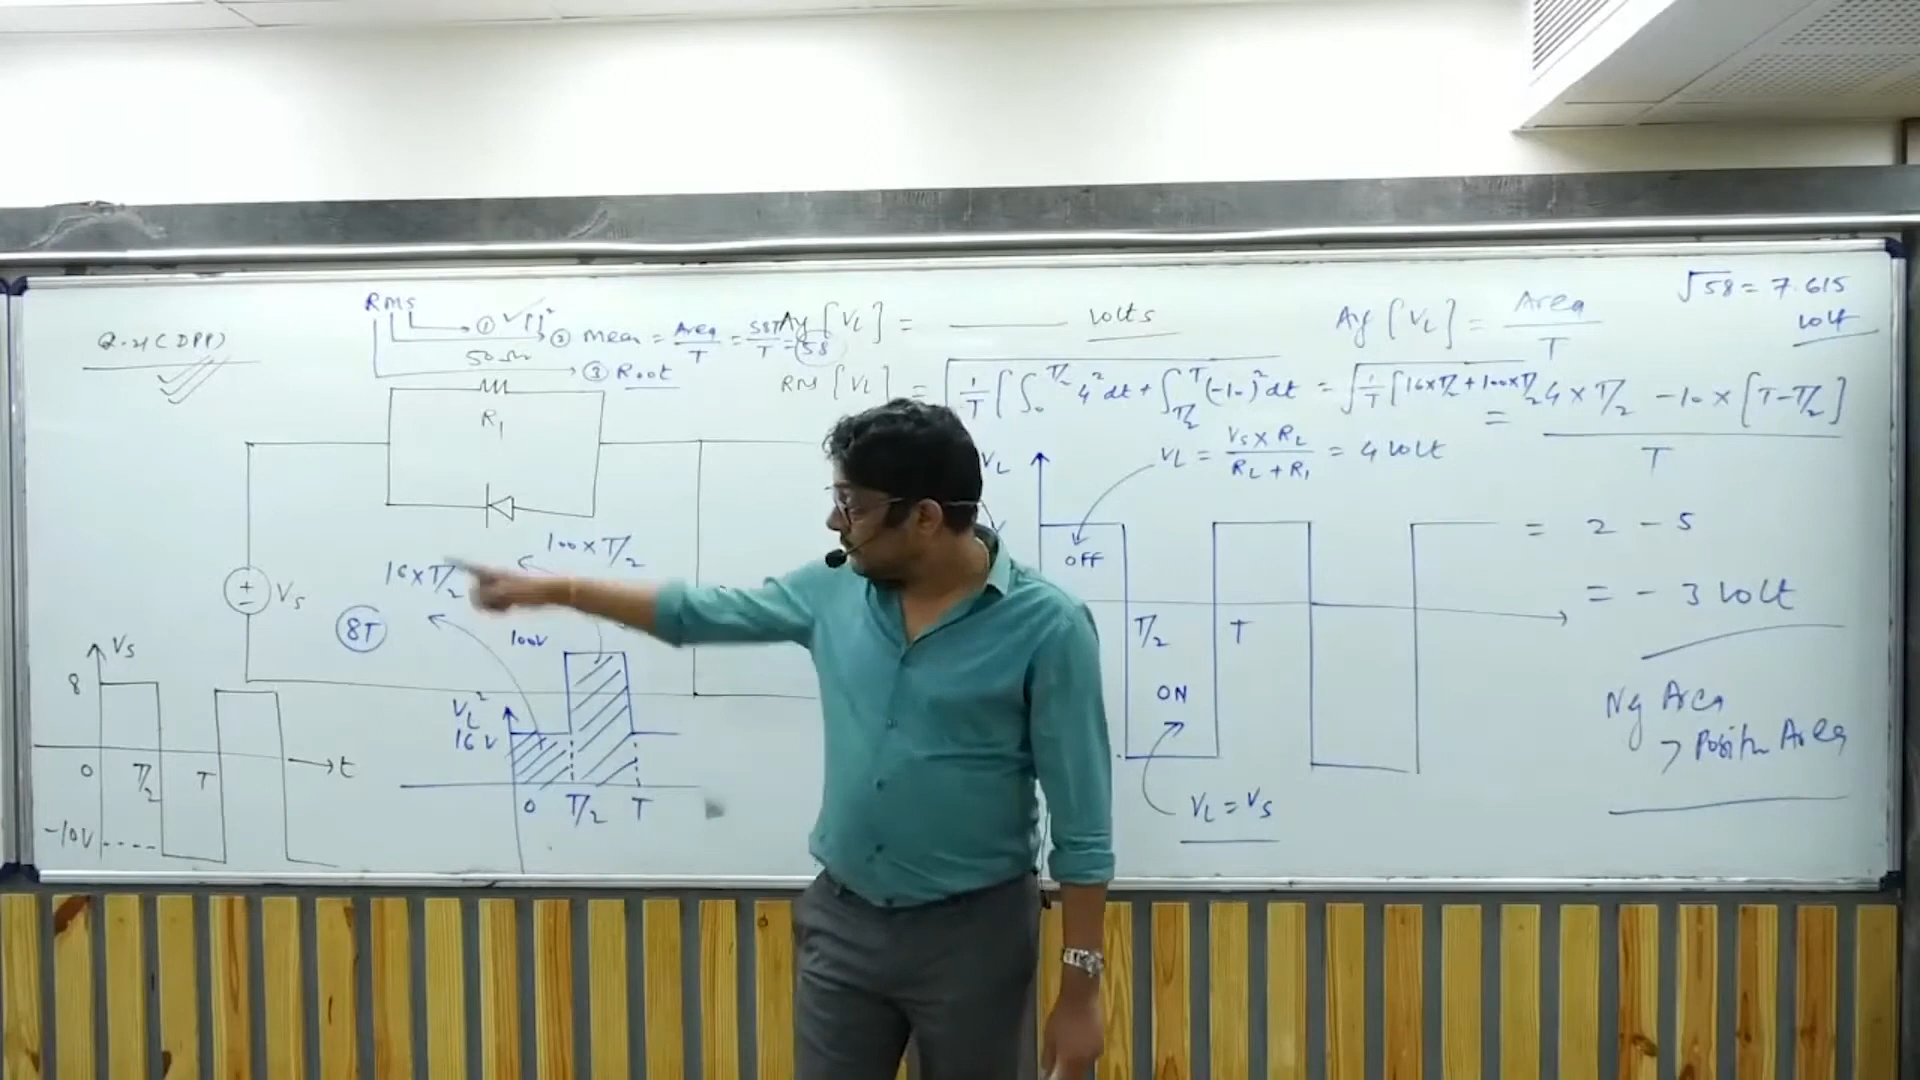 Q.21 (DPP)
RMS
① √[ ]²
② Mean = Area/T = 58T/T = 58
③ Root
50Ω
R₁
Vs
Vs
8
0
T/2
T
t
-10V
16×T/2
100×T/2
8T
100V
VL²
16V
0 T/2 T
Avg [VL] = ______ volts
RMS [VL] = √(1/T [∫₀^T/2 4² dt + ∫_T/2^T (-10)² dt = √(1/T [16×T/2 + 100×T/2
VL = Vs × RL / RL + R₁ = 4 volt
VL
OFF
T/2
T
ON
VL = Vs
√58 = 7.615
volt
Avg [VL] = Area/T
= 4×T/2 -10×[T-T/2] / T
= 2 - 5
= - 3 volt
Ng Area
> Positive Area